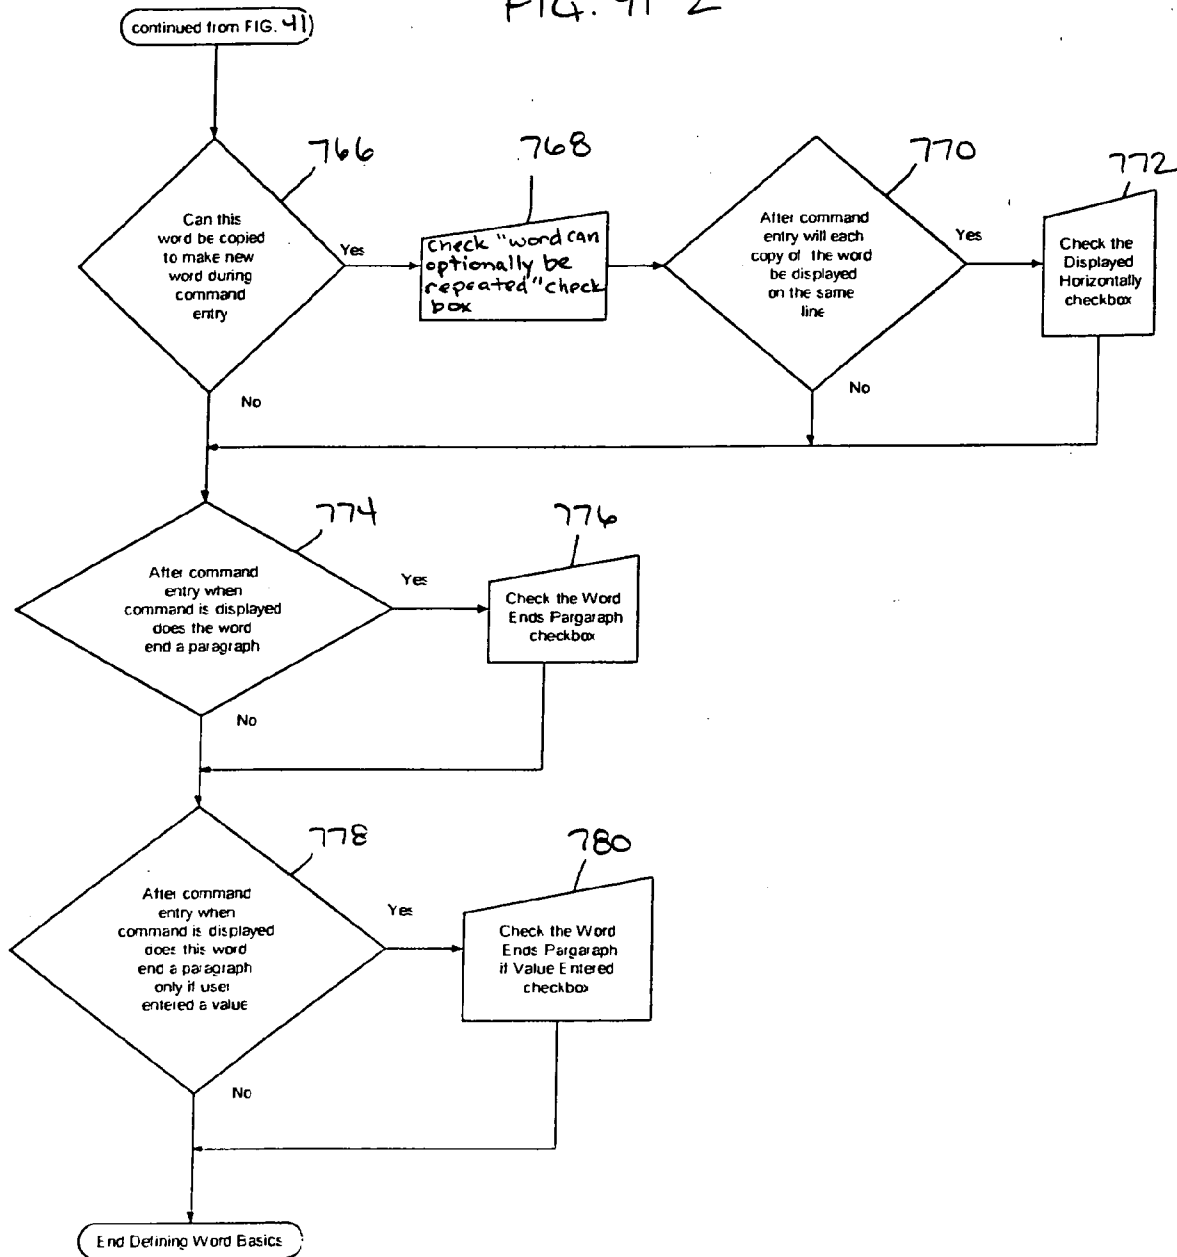 FIG. 41-2
continued from FIG. 41
766
768
770
772
Can this
word be copied
to make new
word during
command
entry
Yes
Check "word can
optionally be
repeated" check
box
After command
entry will each
copy of the word
be displayed
on the same
line
Yes
Check the
Displayed
Horizontally
checkbox
No
No
774
776
After command
entry when
command is displayed
does the word
end a paragraph
Yes
Check the Word
Ends Pargaraph
checkbox
No
778
780
After command
entry when
command is displayed
does this word
end a paragraph
only if user
entered a value
Yes
Check the Word
Ends Pargaraph
if Value Entered
checkbox
No
End Defining Word Basics